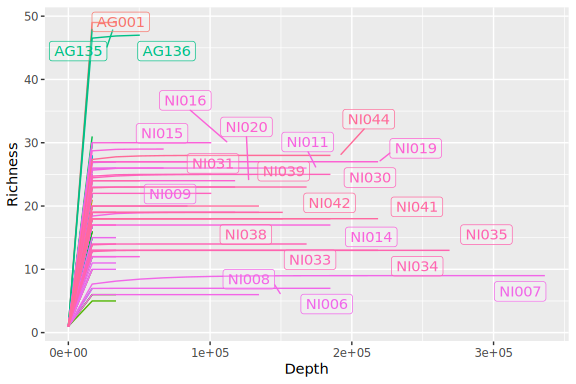 50
40
30
20
10
0
Richness
AG001
AG135
AG136
NI016
NI020
NI044
NI015
NI011
NI019
NI031
NI039
NI030
NI009
NI042
NI041
NI038
NI014
NI035
NI033
NI034
NI008
NI007
NI006
0e+00
1e+05
2e+05
3e+05
Depth